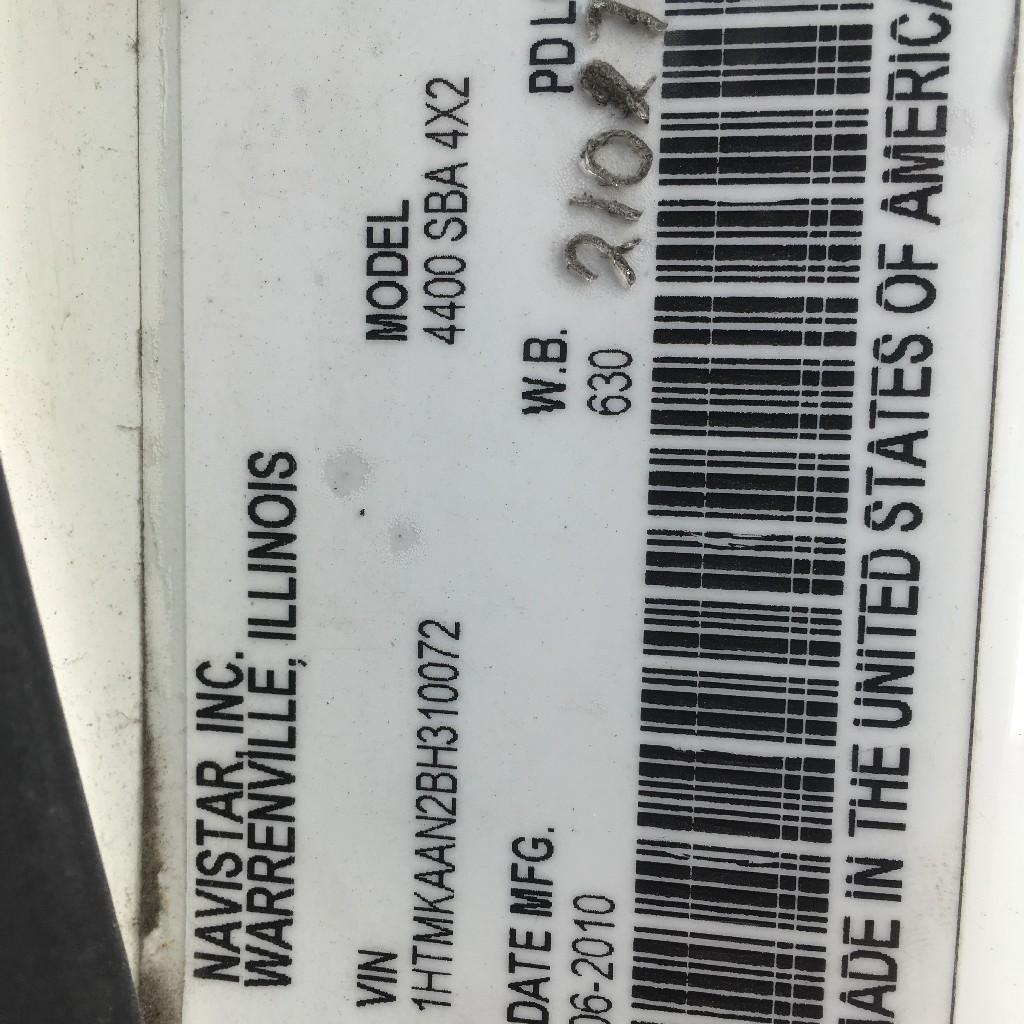 NAVISTAR, INC.
WARRENVILLE, ILLINOIS
VIN
1HTMKAAN2BH310072
MODEL
4400 SBA 4X2
DATE MFG.
06-2010
W.B.
630
PD L
MADE IN THE UNITED STATES OF AMERICA